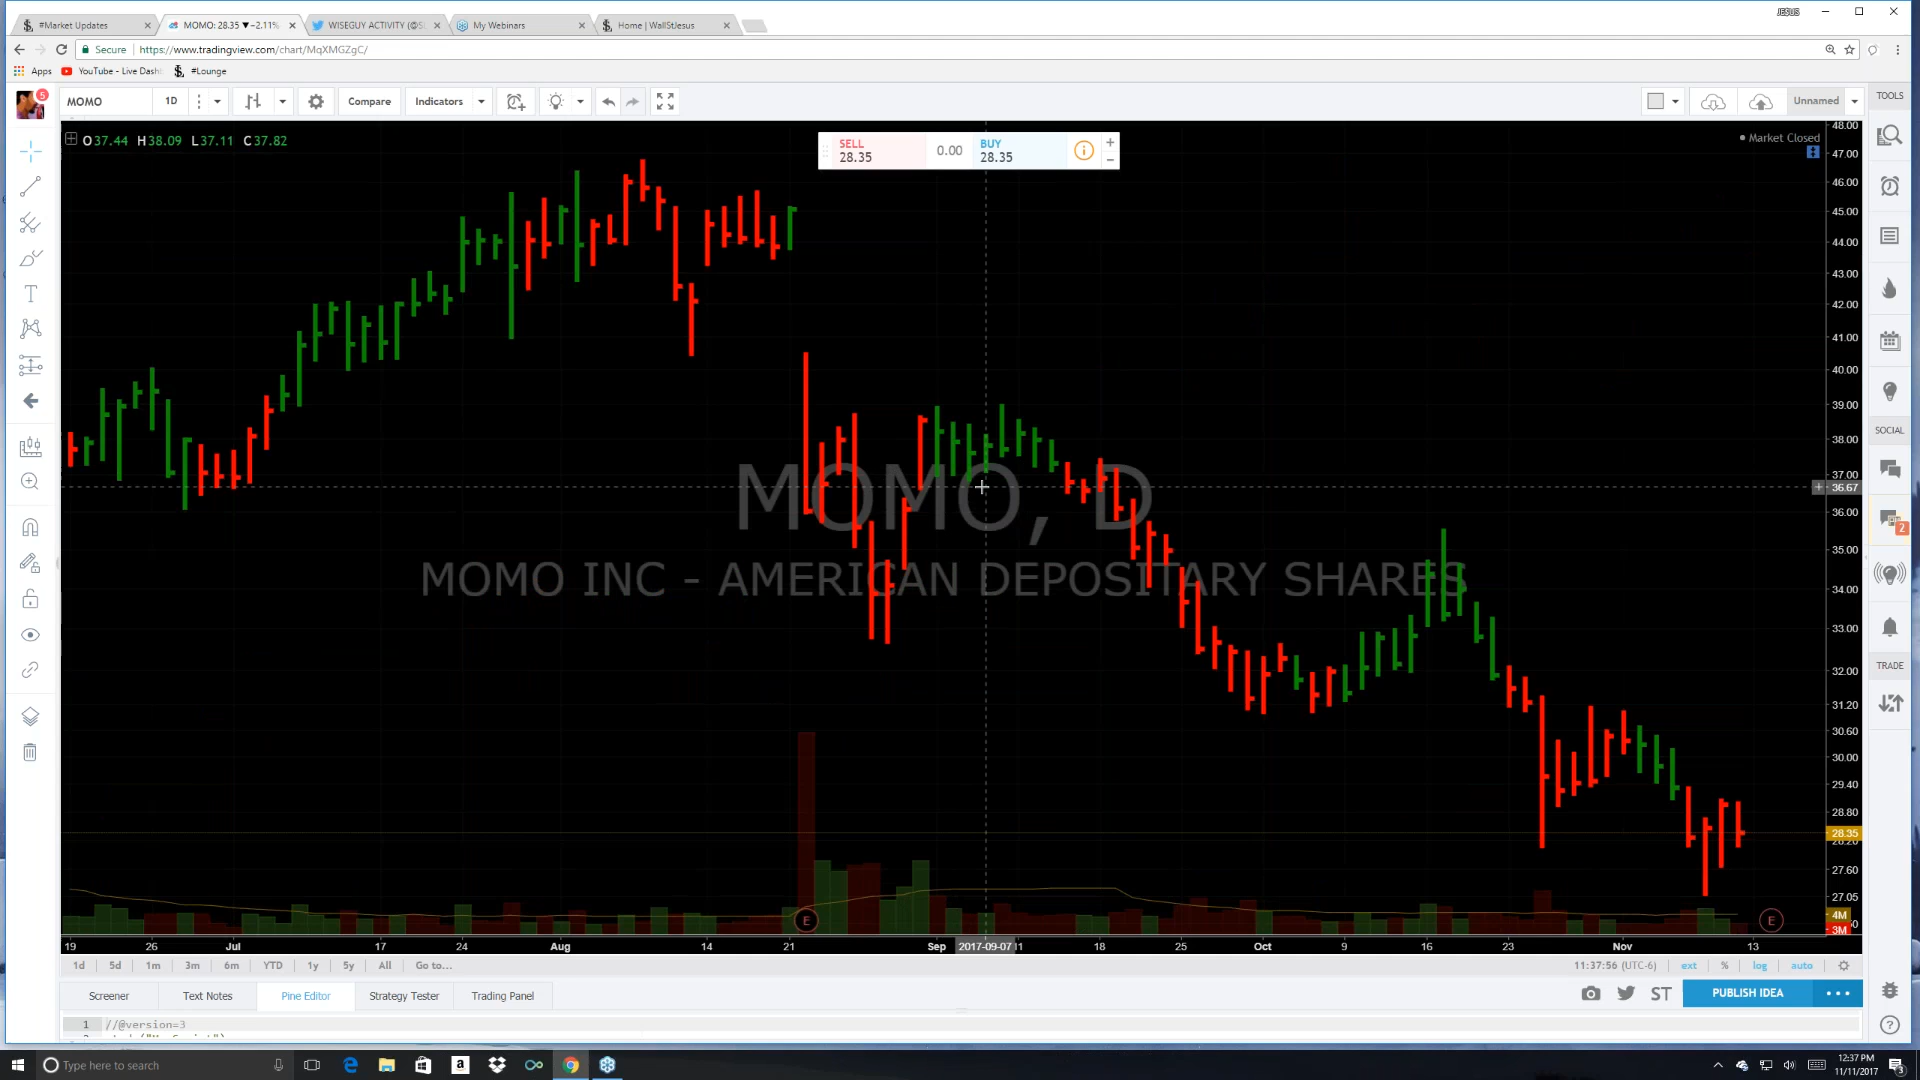 JESUS
#Market Updates
MOMO: 28.35 ▼−2.11%
WISEGUY ACTIVITY (@S
My Webinars
Home | WallStJesus
Secure https://www.tradingview.com/chart/MqXMGZgC/
Apps YouTube - Live Dash #Lounge
5
MOMO 1D Compare Indicators Unnamed TOOLS
O37.44 H38.09 L37.11 C37.82
SELL 28.35
0.00
BUY 28.35
Market Closed
48.00
47.00
46.00
45.00
44.00
43.00
42.00
41.00
40.00
39.00
38.00
37.00
36.67
36.00
35.00
34.00
33.00
32.00
31.20
30.60
30.00
29.40
28.80
28.35
28.20
27.60
27.05
4M
3M
MOMO, D
MOMO INC - AMERICAN DEPOSITARY SHARES
SOCIAL
2
TRADE
E E
19 26 Jul 17 24 Aug 14 21 Sep 2017-09-07 11 18 25 Oct 9 16 23 Nov 13
1d 5d 1m 3m 6m YTD 1y 5y All Go to... 11:37:56 (UTC-6) ext % log auto
Screener Text Notes Pine Editor Strategy Tester Trading Panel ST PUBLISH IDEA
1 //@version=3
Type here to search
12:37 PM
11/11/2017
3